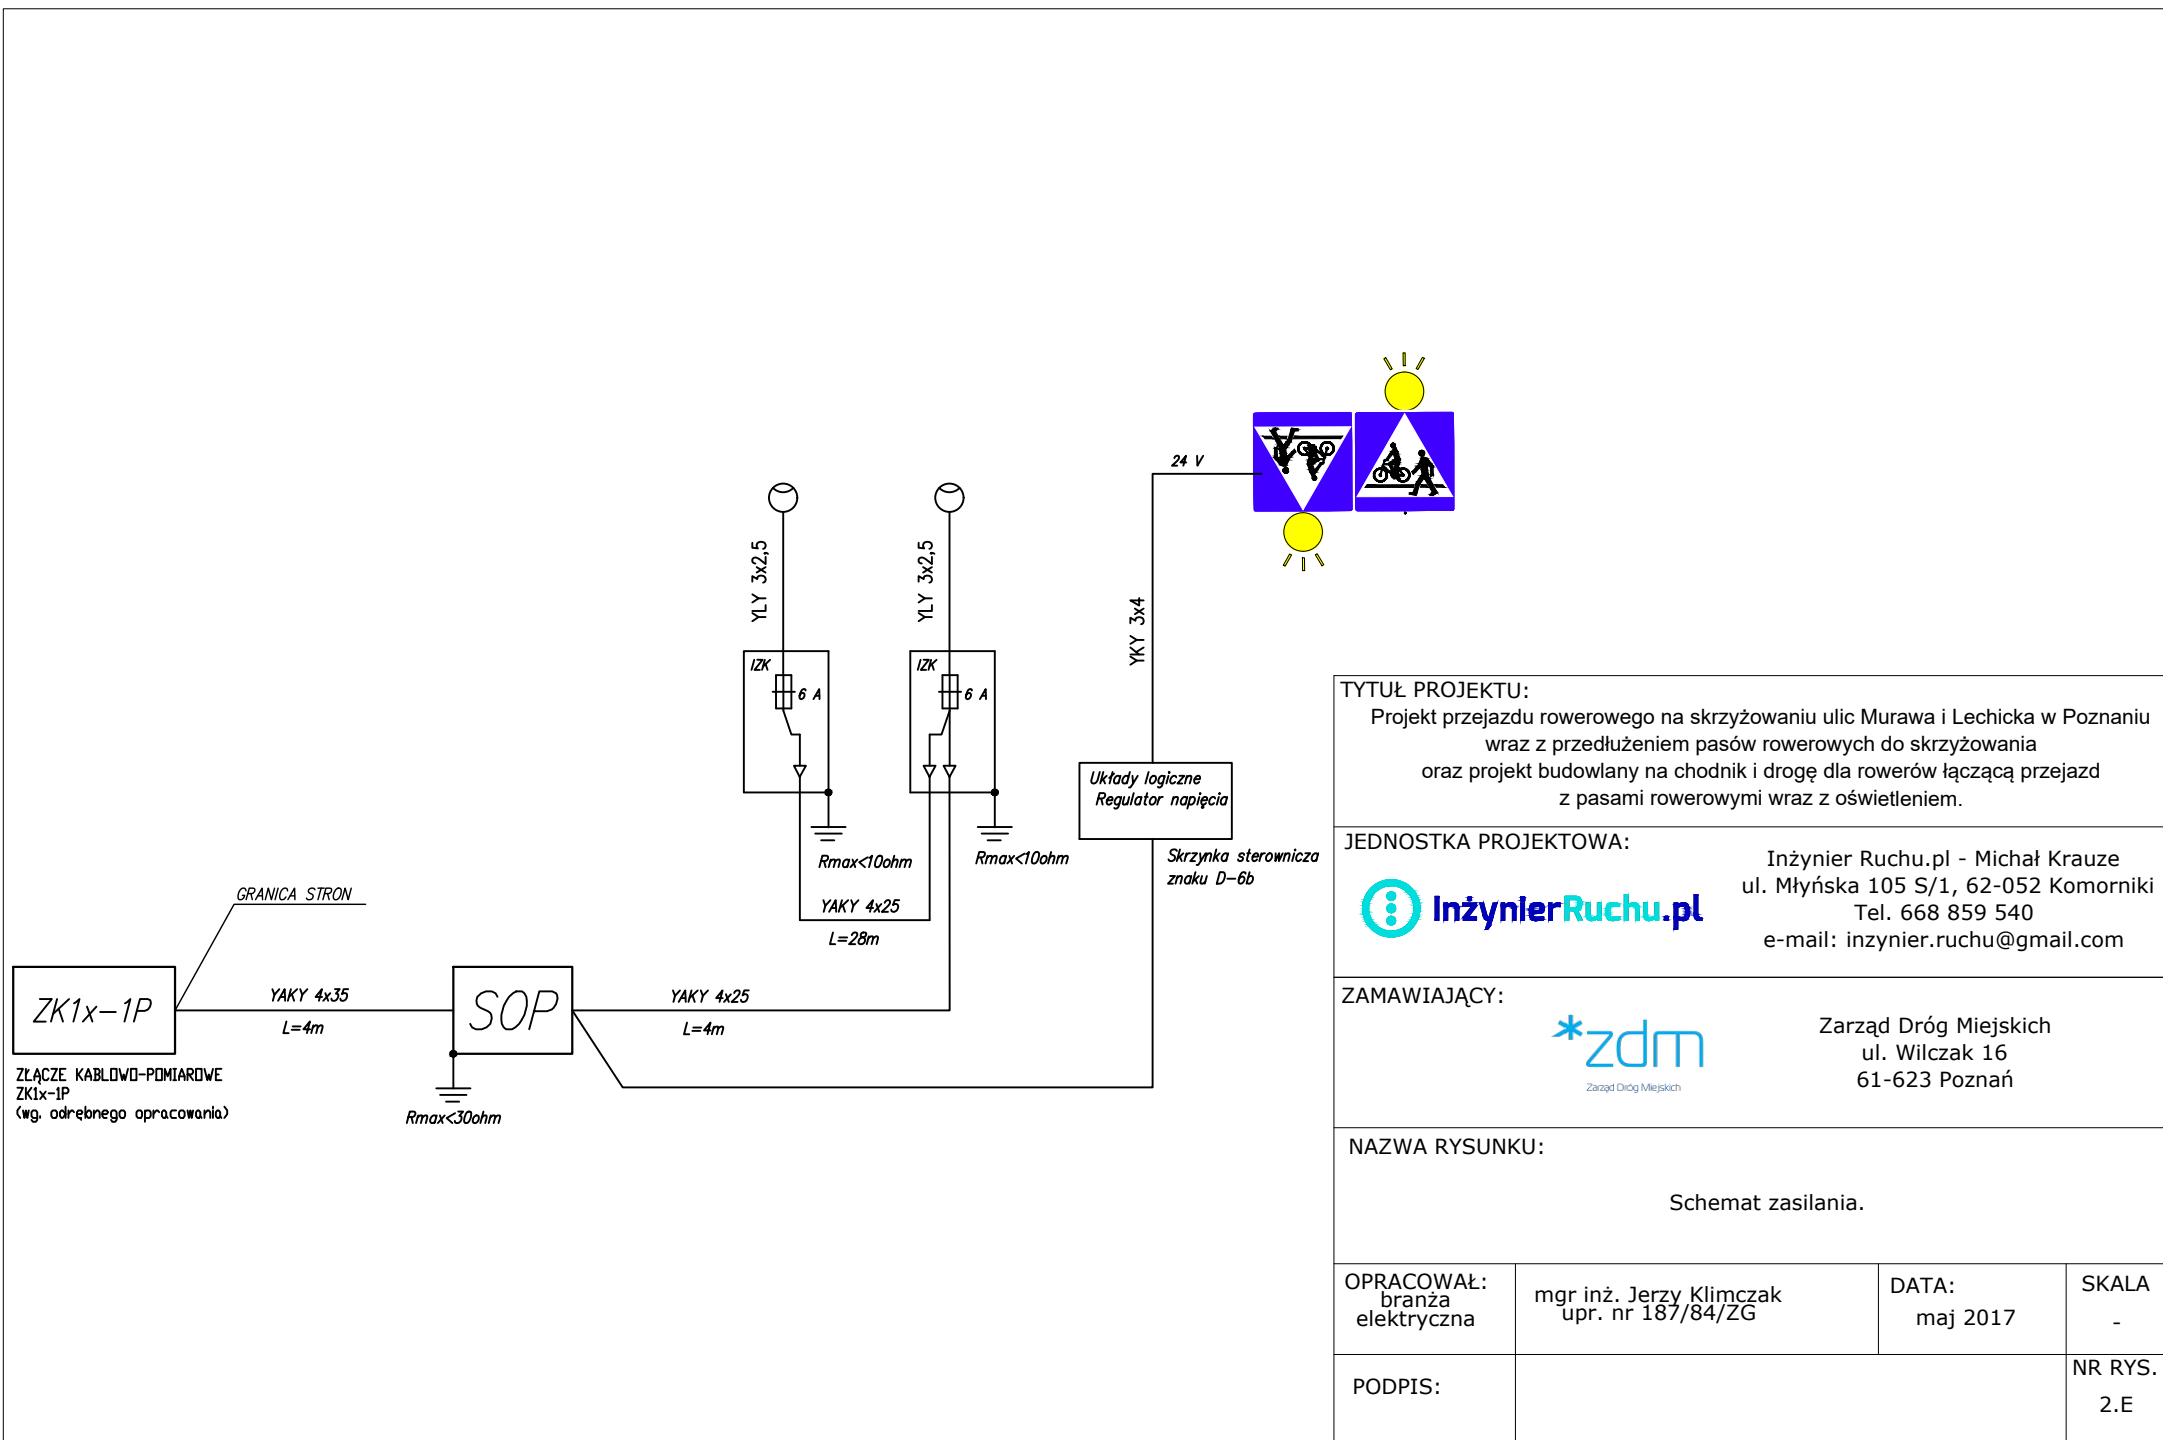 24 V
YLY 3x2,5
YLY 3x2,5
YKY 3x4
IZK
6 A
IZK
6 A
Układy logiczne
Regulator napięcia
Rmax<10ohm
Rmax<10ohm
Skrzynka sterownicza
znaku D-6b
GRANICA STRON
YAKY 4x25
L=28m
ZK1x-1P
YAKY 4x35
L=4m
SOP
YAKY 4x25
L=4m
ZŁĄCZE KABLOWO-POMIAROWE
ZK1x-1P
(wg. odrębnego opracowania)
Rmax<30ohm
TYTUŁ PROJEKTU:
Projekt przejazdu rowerowego na skrzyżowaniu ulic Murawa i Lechicka w Poznaniu
wraz z przedłużeniem pasów rowerowych do skrzyżowania
oraz projekt budowlany na chodnik i drogę dla rowerów łączącą przejazd
z pasami rowerowymi wraz z oświetleniem.
JEDNOSTKA PROJEKTOWA:
InżynierRuchu.pl
Inżynier Ruchu.pl - Michał Krauze
ul. Młyńska 105 S/1, 62-052 Komorniki
Tel. 668 859 540
e-mail: inzynier.ruchu@gmail.com
ZAMAWIAJĄCY:
*zdm
Zarząd Dróg Miejskich
Zarząd Dróg Miejskich
ul. Wilczak 16
61-623 Poznań
NAZWA RYSUNKU:
Schemat zasilania.
OPRACOWAŁ:
branża
elektryczna
mgr inż. Jerzy Klimczak
upr. nr 187/84/ZG
DATA:
maj 2017
SKALA
-
PODPIS:
NR RYS.
2.E